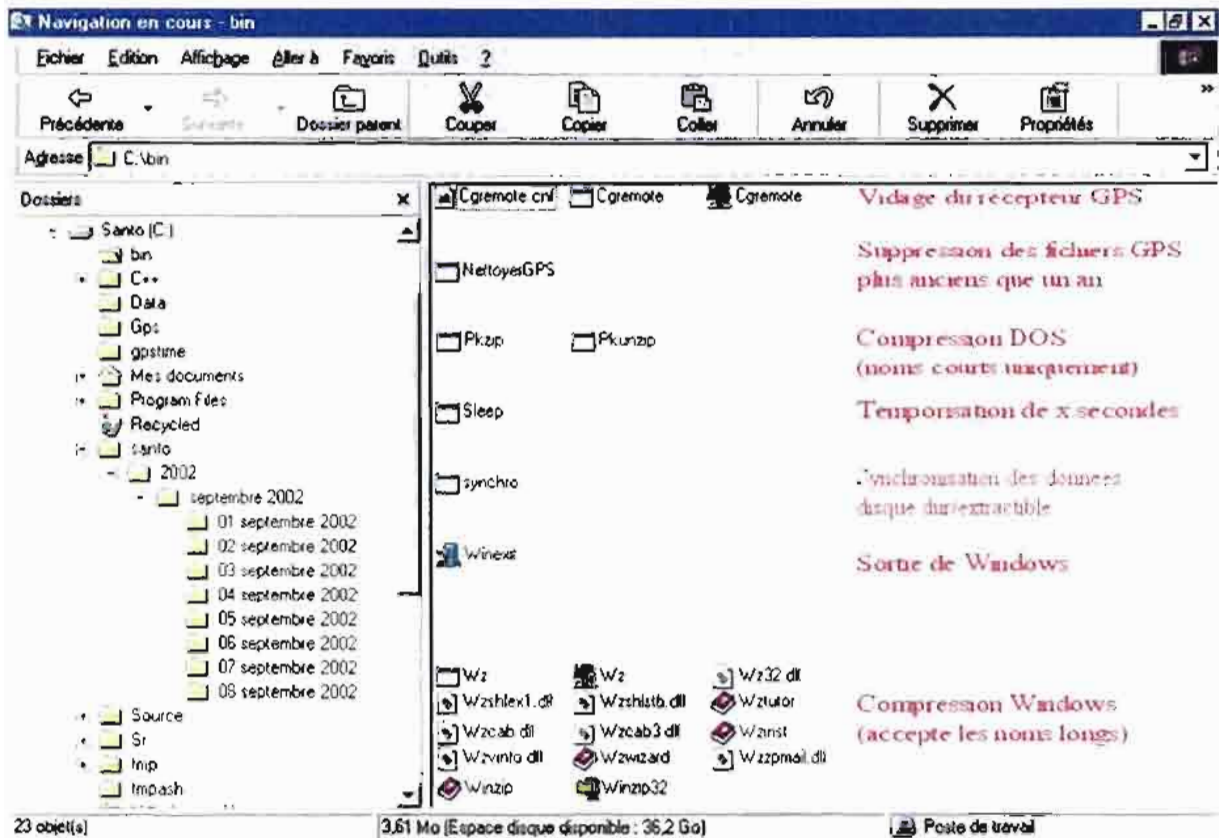 Navigation en cours - bin
Fichier Edition Affichage Aller à Favoris Outils ?
Précédente Suivante Dossier parent Couper Copier Coller Annuler Supprimer Propriétés
Agresse C:\bin
Dossiers
Santo (C:)
bin
C++
Data
Gps
gpstime
Mes documents
Program Files
Recycled
santo
2002
septembre 2002
01 septembre 2002
02 septembre 2002
03 septembre 2002
04 septembre 2002
05 septembre 2002
06 septembre 2002
07 septembre 2002
08 septembre 2002
Source
Sr
tmp
tmpash
Cgremote.cnf Cgremote Cgremote Vidage du récepteur GPS
NettoyerGPS Suppression des fichiers GPS
plus anciens que un an
Pkzip Pkunzip Compression DOS
(noms courts uniquement)
Sleep Temporisation de x secondes
synchro Synchronisation des données
disque dur/extractible
Winexit Sortie de Windows
Wz Wz Wz32.dll
Wzshlex1.dll Wzshlstb.dll Wztutor Compression Windows
Wzcab.dll Wzcab3.dll Wzinst (accepte les noms longs)
Wzvinfo.dll Wzwizard Wzzpmail.dll
Winzip Winzip32
23 objet(s) 3,61 Mo (Espace disque disponible : 36,2 Go) Poste de travail